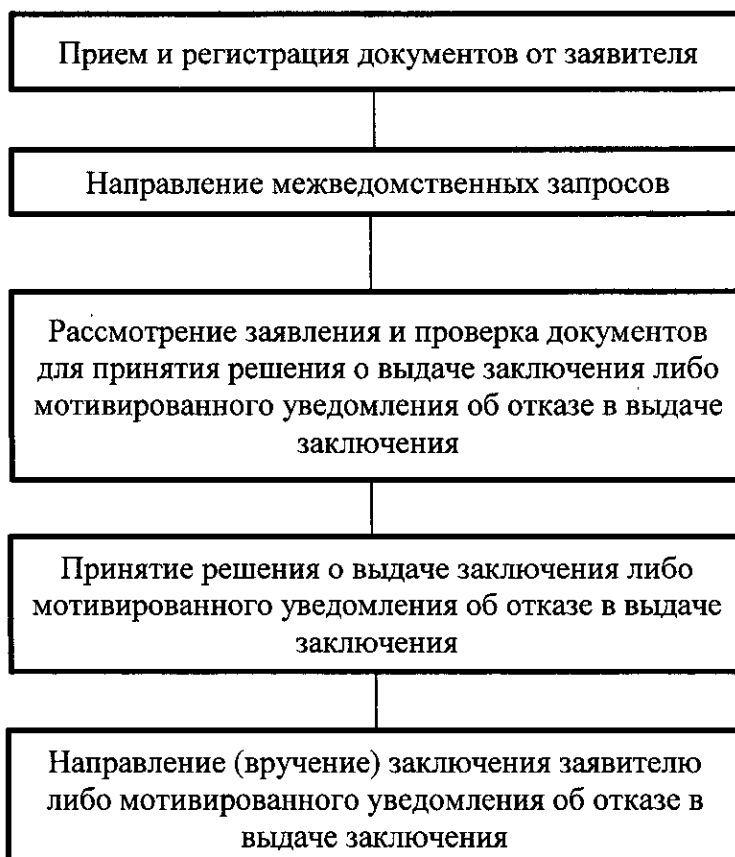 Прием и регистрация документов от заявителя
Направление межведомственных запросов
Рассмотрение заявления и проверка документов
для принятия решения о выдаче заключения либо
мотивированного уведомления об отказе в выдаче
заключения
Принятие решения о выдаче заключения либо
мотивированного уведомления об отказе в выдаче
заключения
Направление (вручение) заключения заявителю
либо мотивированного уведомления об отказе в
выдаче заключения